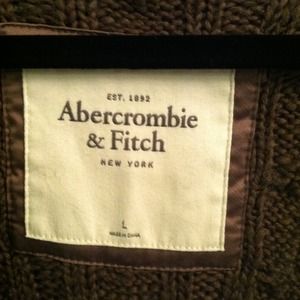 EST. 1892
Abercrombie
& Fitch
NEW YORK
L
MADE IN CHINA